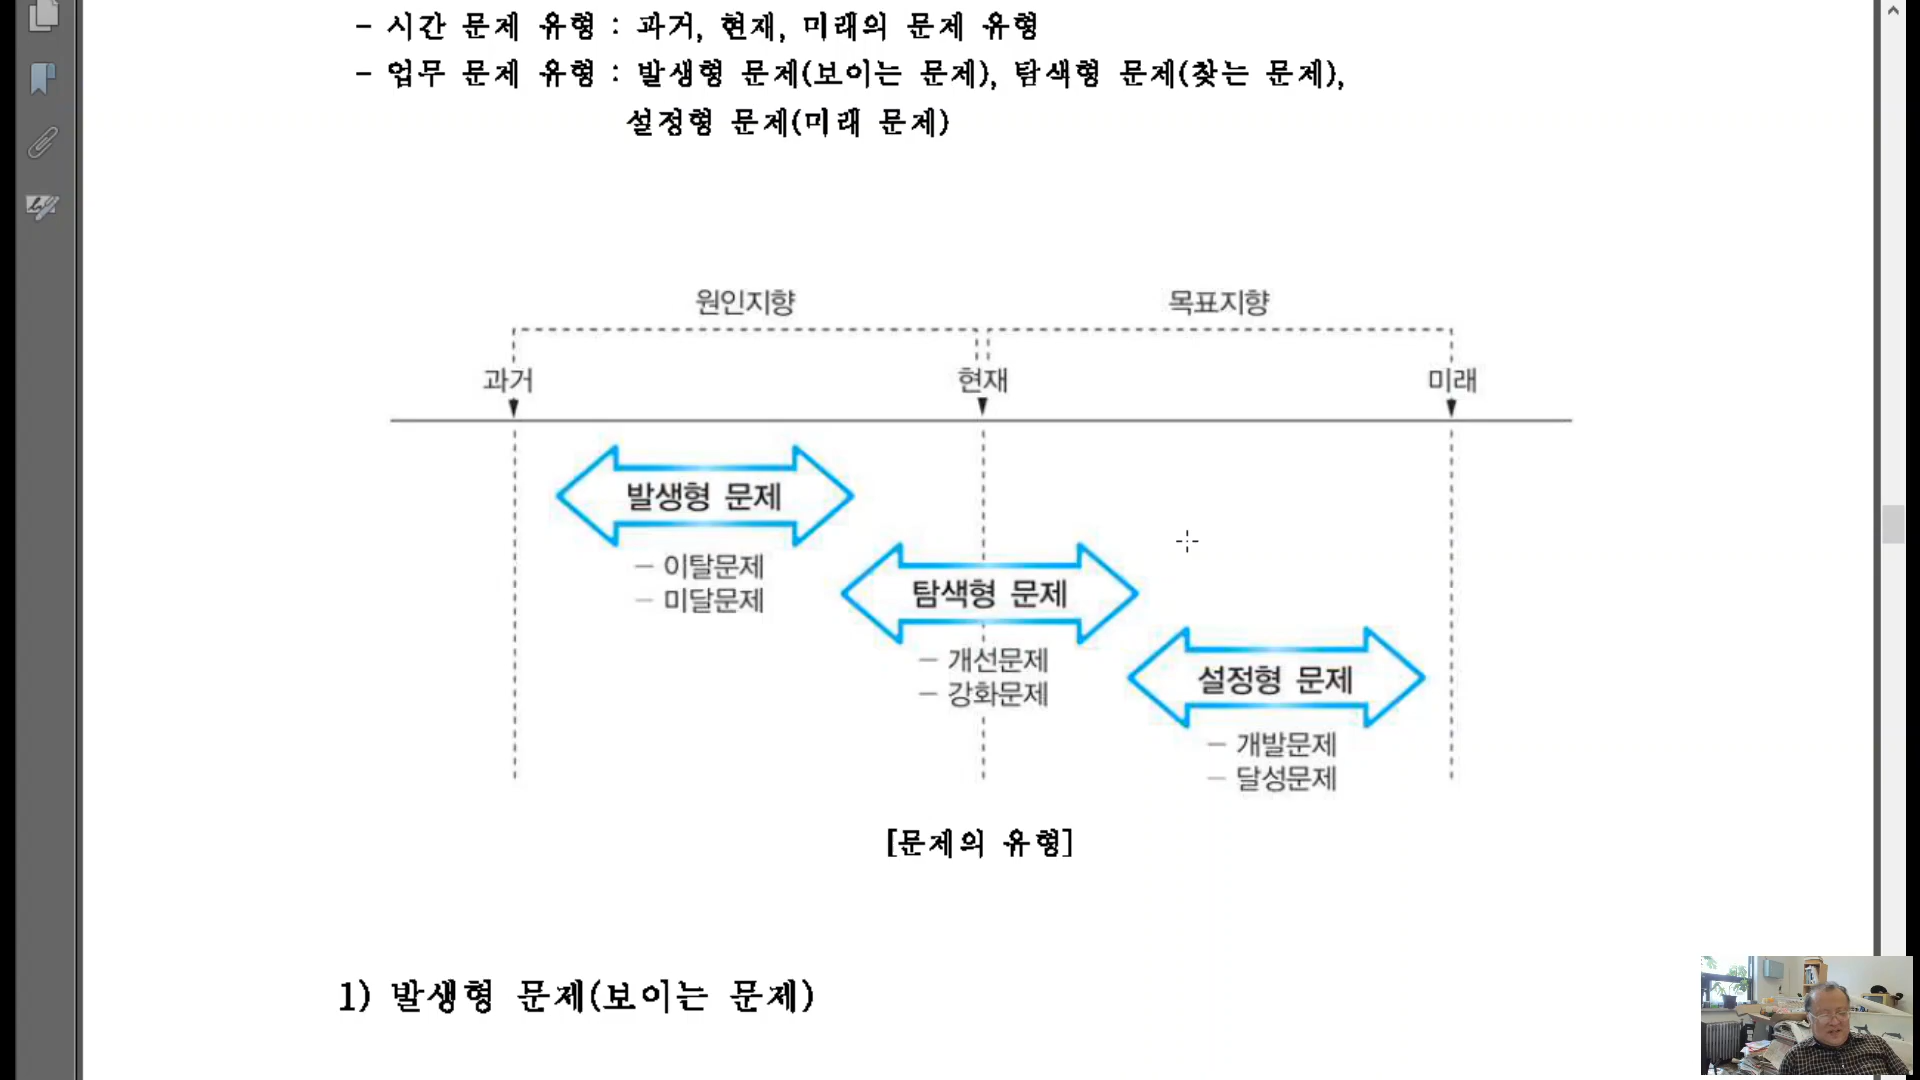 - 시간 문제 유형 : 과거, 현재, 미래의 문제 유형
- 업무 문제 유형 : 발생형 문제(보이는 문제), 탐색형 문제(찾는 문제),
설정형 문제(미래 문제)
원인지향 목표지향
과거 현재 미래
발생형 문제
- 이탈문제
- 미달문제
탐색형 문제
- 개선문제
- 강화문제
설정형 문제
- 개발문제
- 달성문제
[문제의 유형]
1) 발생형 문제(보이는 문제)